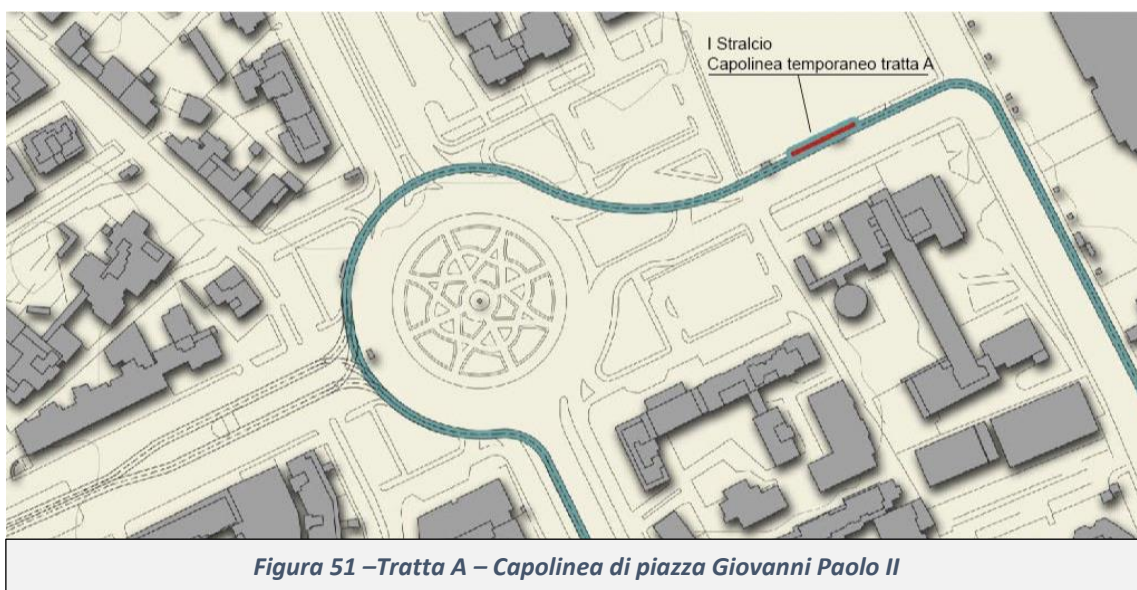 I Stralcio
Capolinea temporaneo tratta A
Figura 51 –Tratta A – Capolinea di piazza Giovanni Paolo II